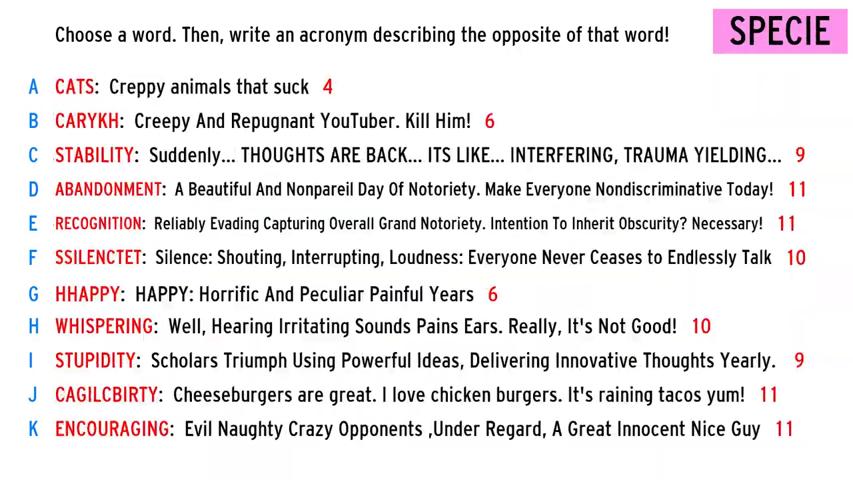 Choose a word. Then, write an acronym describing the opposite of that word!
SPECIE
A CATS: Creppy animals that suck 4
B CARYKH: Creepy And Repugnant YouTuber. Kill Him! 6
C STABILITY: Suddenly... THOUGHTS ARE BACK... ITS LIKE... INTERFERING, TRAUMA YIELDING... 9
D ABANDONMENT: A Beautiful And Nonpareil Day Of Notoriety. Make Everyone Nondiscriminative Today! 11
E RECOGNITION: Reliably Evading Capturing Overall Grand Notoriety. Intention To Inherit Obscurity? Necessary! 11
F SSILENCTET: Silence: Shouting, Interrupting, Loudness: Everyone Never Ceases to Endlessly Talk 10
G HHAPPY: HAPPY: Horrific And Peculiar Painful Years 6
H WHISPERING: Well, Hearing Irritating Sounds Pains Ears. Really, It's Not Good! 10
I STUPIDITY: Scholars Triumph Using Powerful Ideas, Delivering Innovative Thoughts Yearly. 9
J CAGILCBIRTY: Cheeseburgers are great. I love chicken burgers. It's raining tacos yum! 11
K ENCOURAGING: Evil Naughty Crazy Opponents ,Under Regard, A Great Innocent Nice Guy 11